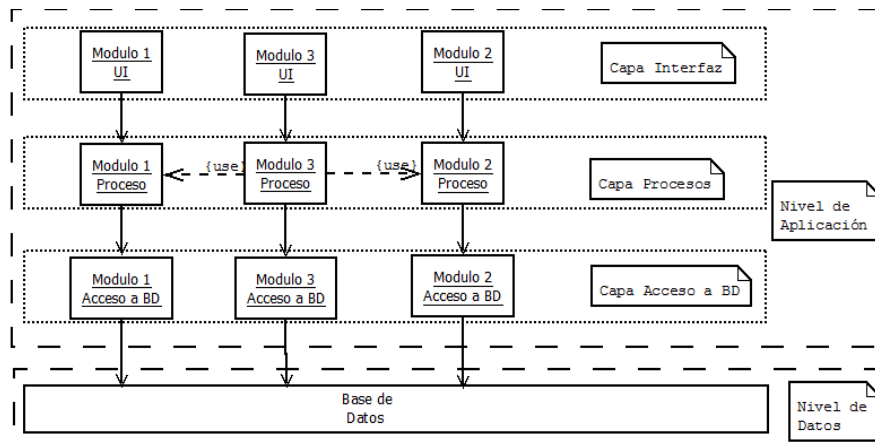 Modulo 1
UI
Modulo 3
UI
Modulo 2
UI
Capa Interfaz
Modulo 1
Proceso
{use}
Modulo 3
Proceso
{use}
Modulo 2
Proceso
Capa Procesos
Nivel de
Aplicación
Modulo 1
Acceso a BD
Modulo 3
Acceso a BD
Modulo 2
Acceso a BD
Capa Acceso a BD
Base de
Datos
Nivel de
Datos